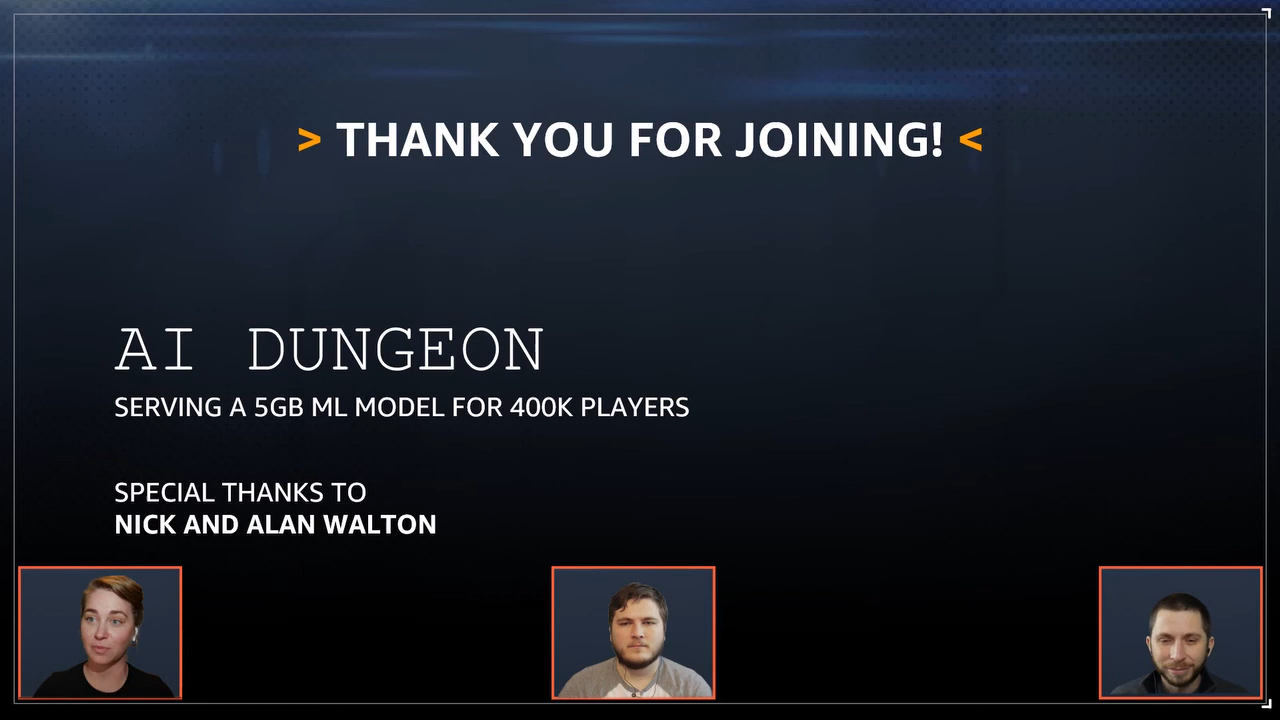 > THANK YOU FOR JOINING! <
AI DUNGEON
SERVING A 5GB ML MODEL FOR 400K PLAYERS
SPECIAL THANKS TO
NICK AND ALAN WALTON